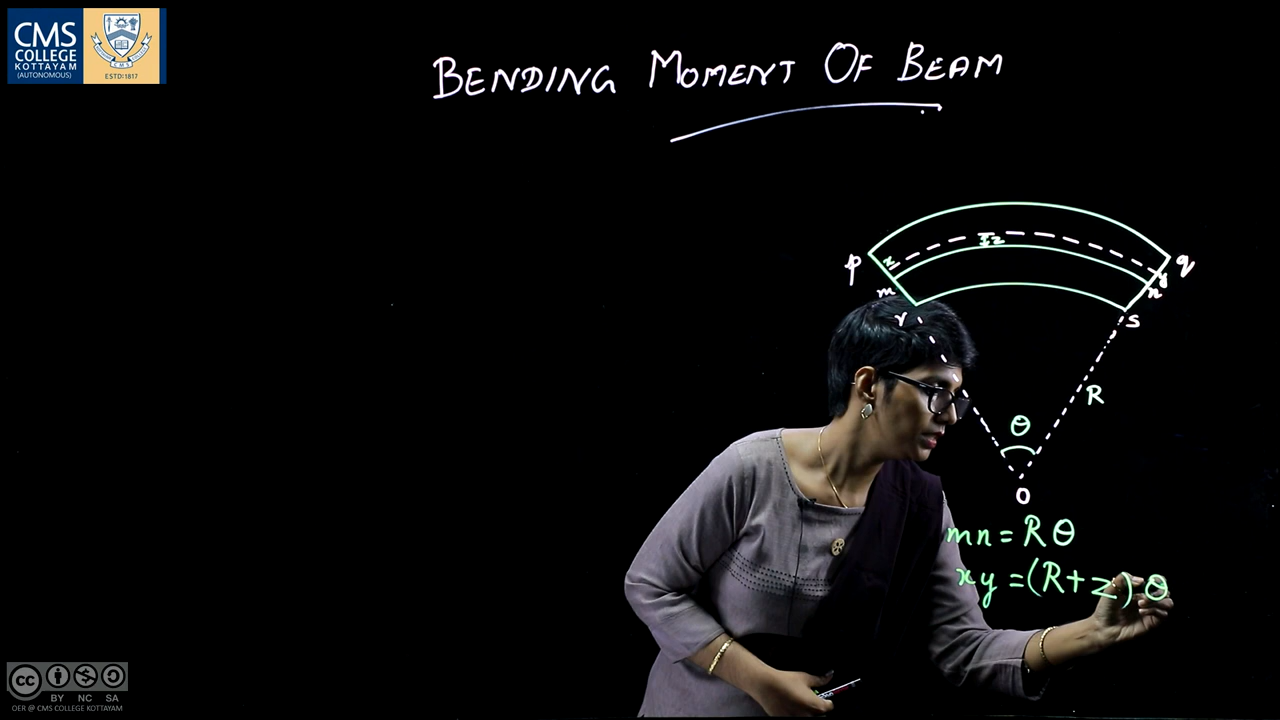 CMS
COLLEGE
KOTTAYAM
(AUTONOMOUS)
ESTD:1817
BENDING MOMENT OF BEAM
p
x
z
q
y
m
n
r
s
R
θ
O
mn = Rθ
xy = (R+z)θ
cc
BY NC SA
OER @ CMS COLLEGE KOTTAYAM